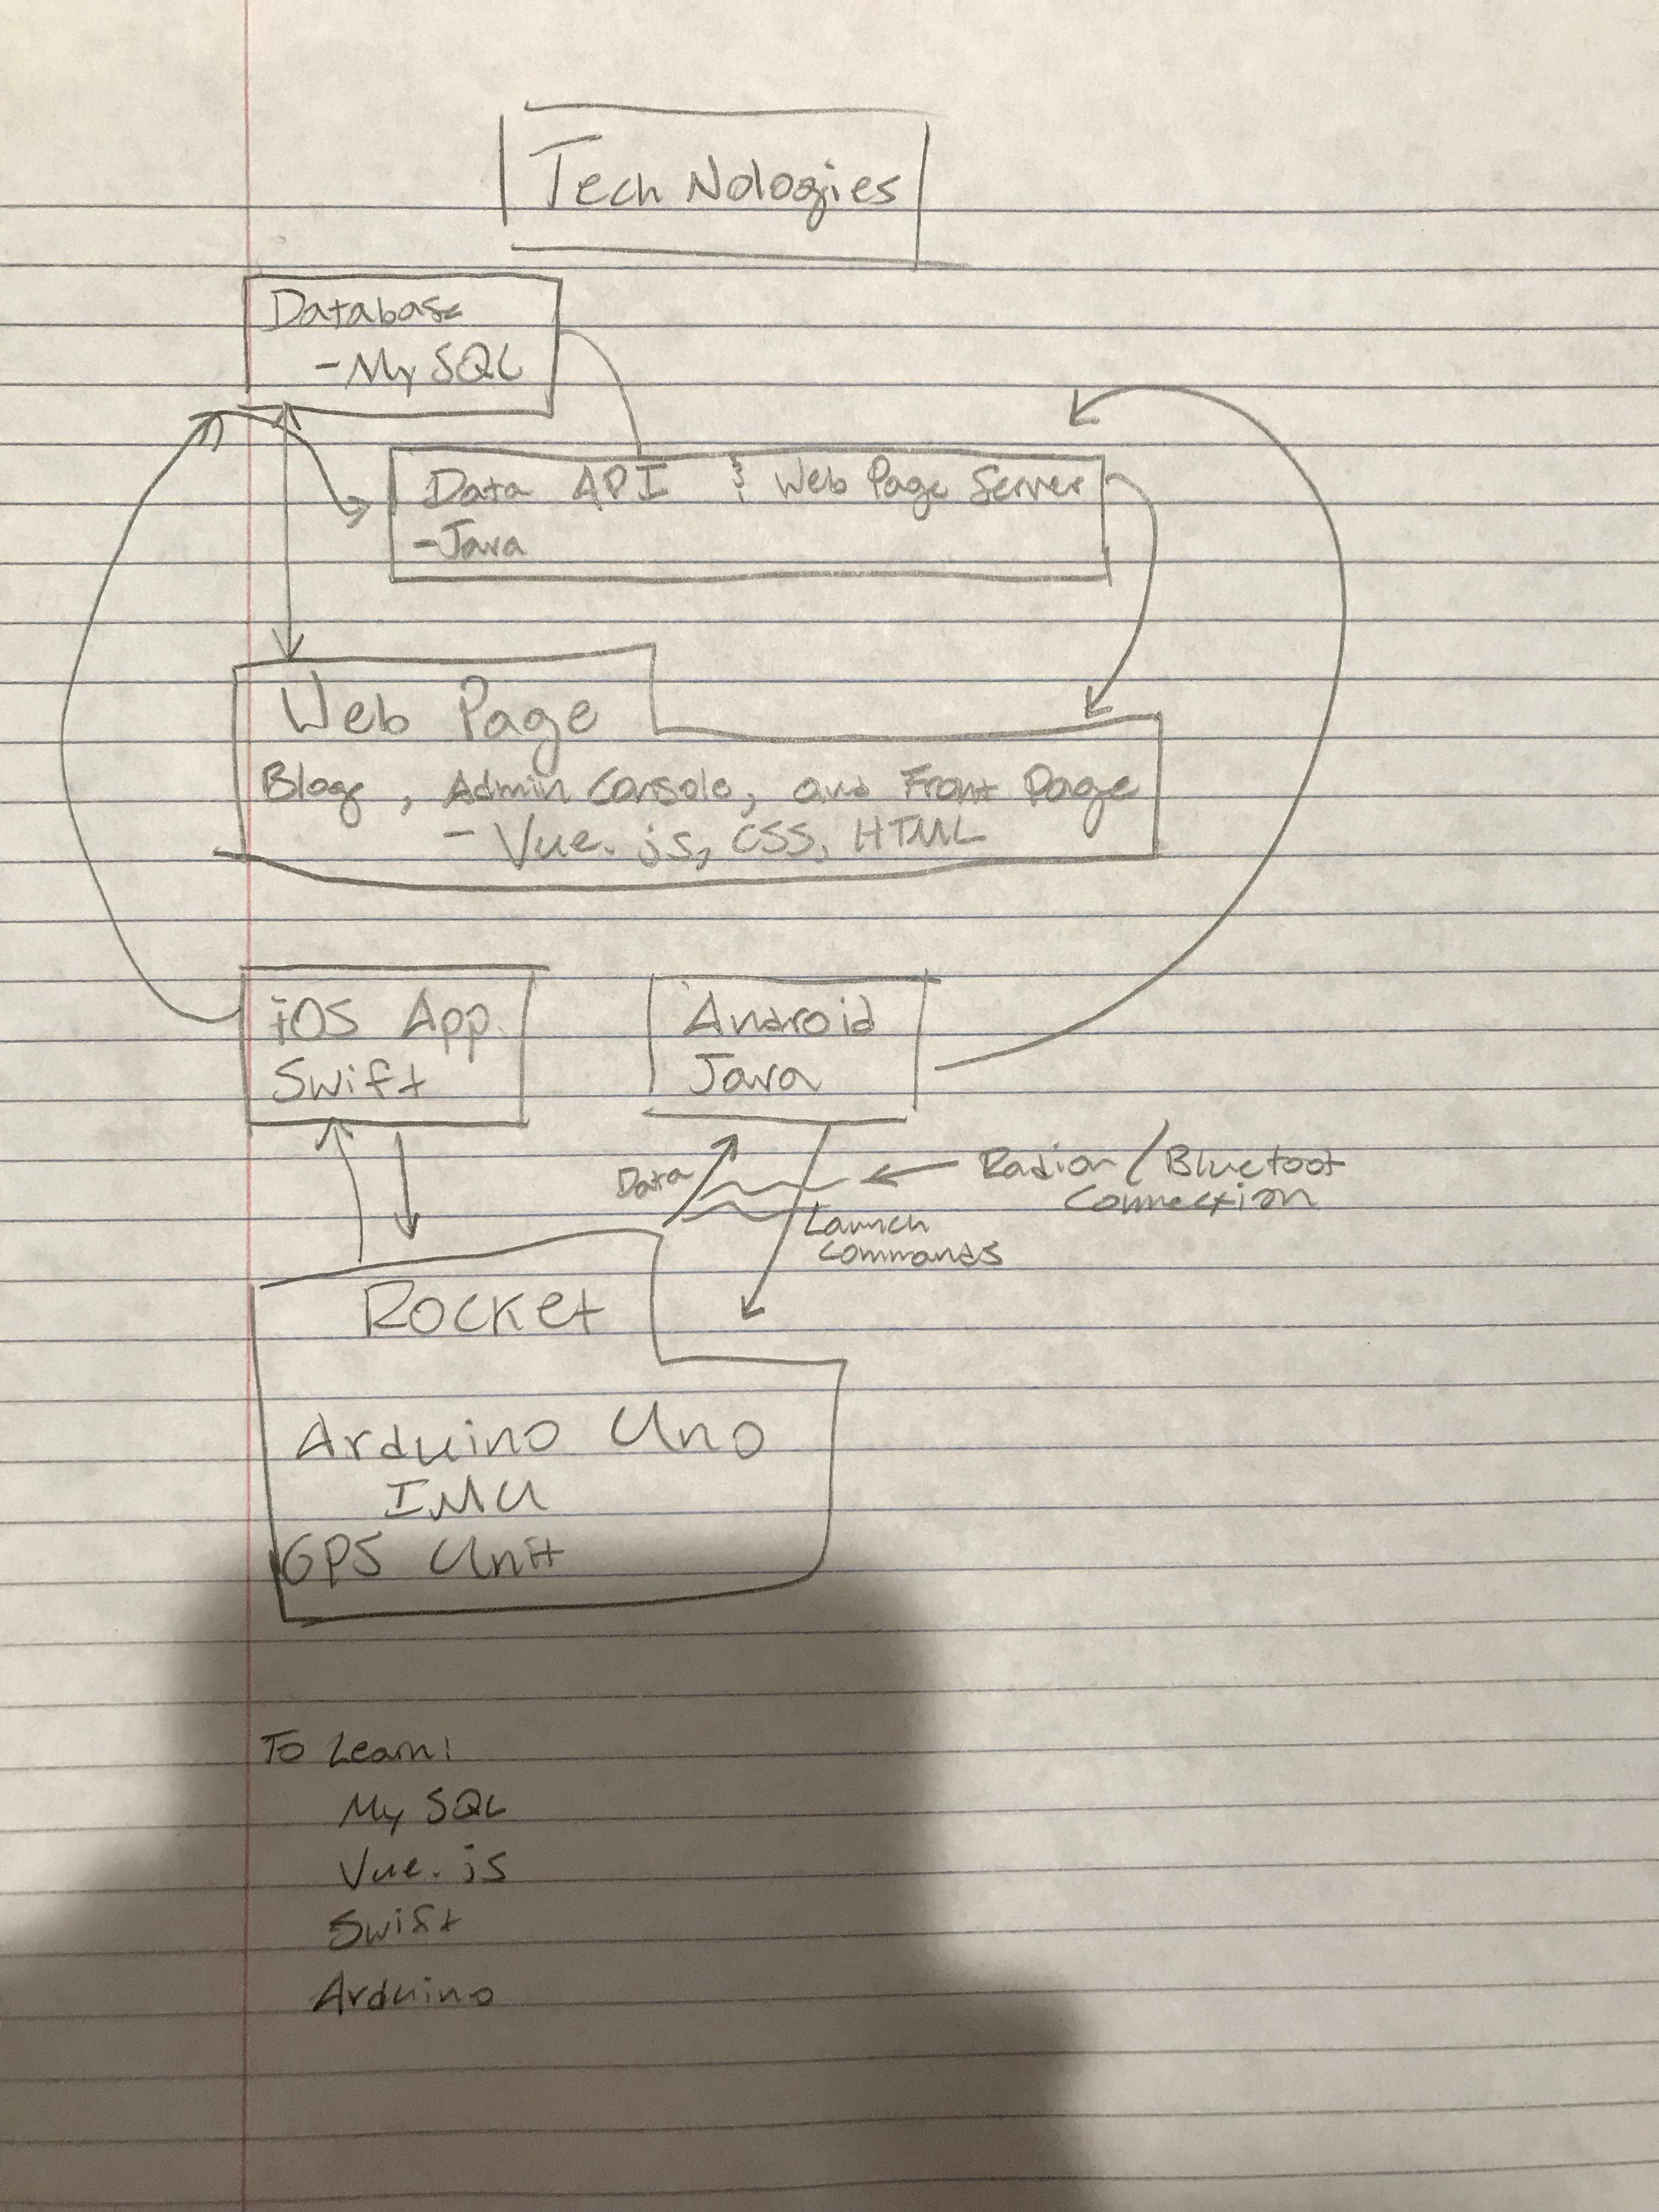 TechNologies
Database
- MySQL
Data API & Web Page Server
- Java
Web Page
Blog, Admin Console, and Front Page
- Vue.js, CSS, HTML
iOS App
Swift
Android
Java
Data
Radion/Bluetoot
Connection
Launch
Commands
Rocket
Arduino Uno
IMU
GPS Unit
To Learn:
My SQL
Vue.js
Swift
Arduino